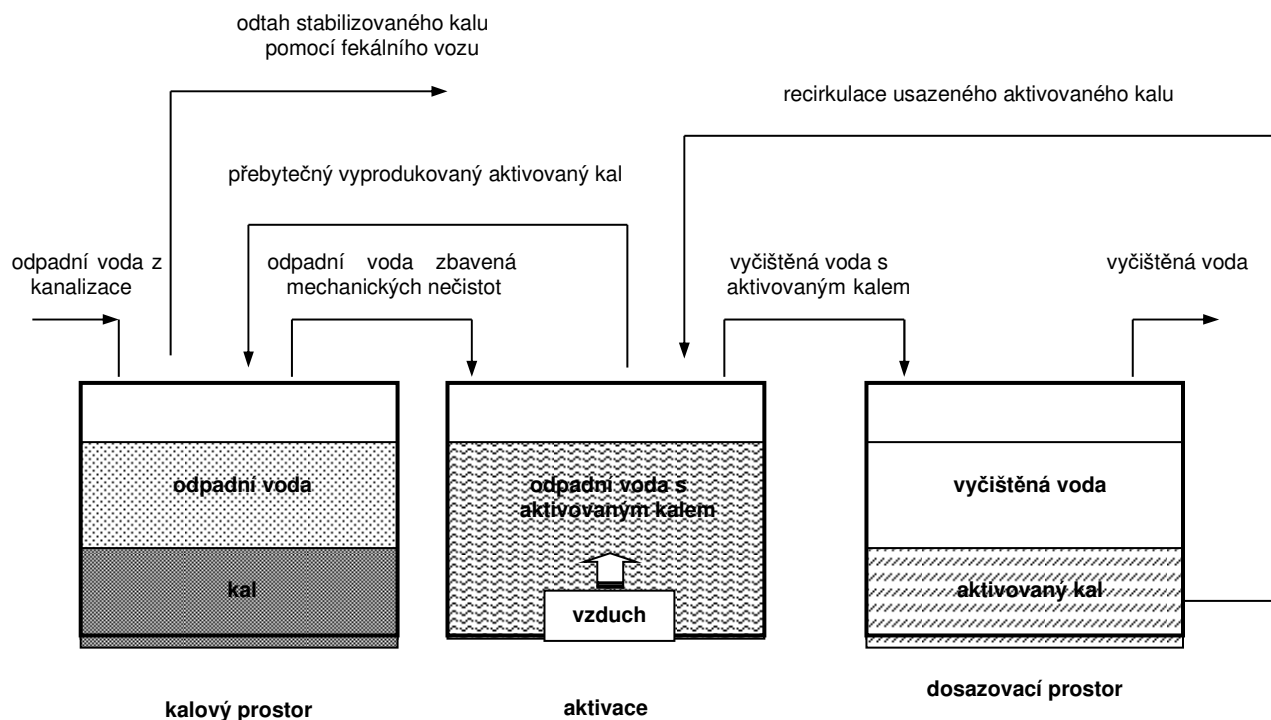 odtah stabilizovaného kalu
pomocí fekálního vozu
recirkulace usazeného aktivovaného kalu
přebytečný vyprodukovaný aktivovaný kal
odpadní voda z
kanalizace
odpadní voda zbavená
mechanických nečistot
vyčištěná voda s
aktivovaným kalem
vyčištěná voda
odpadní voda
kal
odpadní voda s
aktivovaným kalem
vzduch
vyčištěná voda
aktivovaný kal
kalový prostor
aktivace
dosazovací prostor